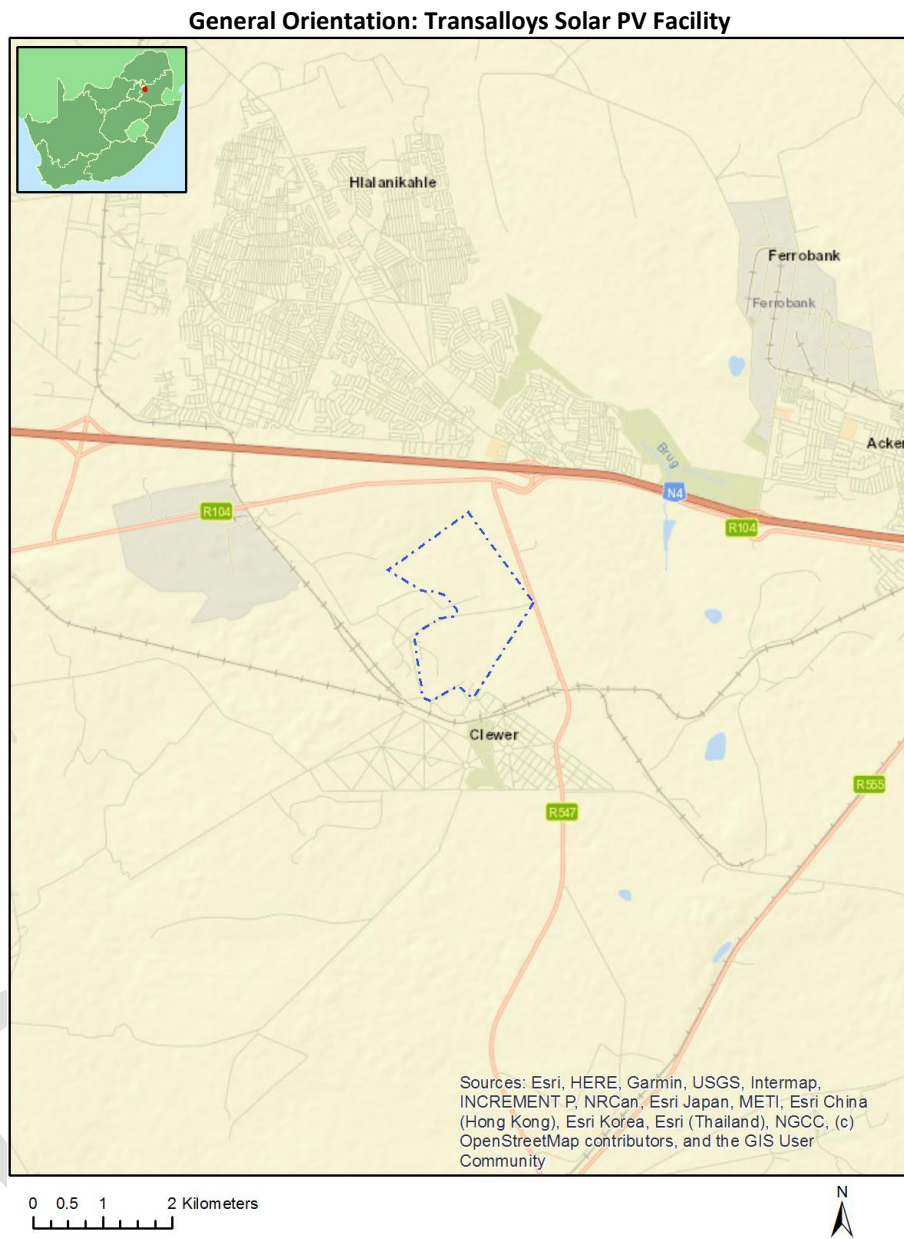 General Orientation: Transalloys Solar PV Facility
Hlalanikahle
Ferrobank
Ferrobank
Acker
Brug
N4
R104
R104
Clewer
R555
R547
Sources: Esri, HERE, Garmin, USGS, Intermap,
INCREMENT P, NRCan, Esri Japan, METI, Esri China
(Hong Kong), Esri Korea, Esri (Thailand), NGCC, (c)
OpenStreetMap contributors, and the GIS User
Community
0 0.5 1 2 Kilometers
N